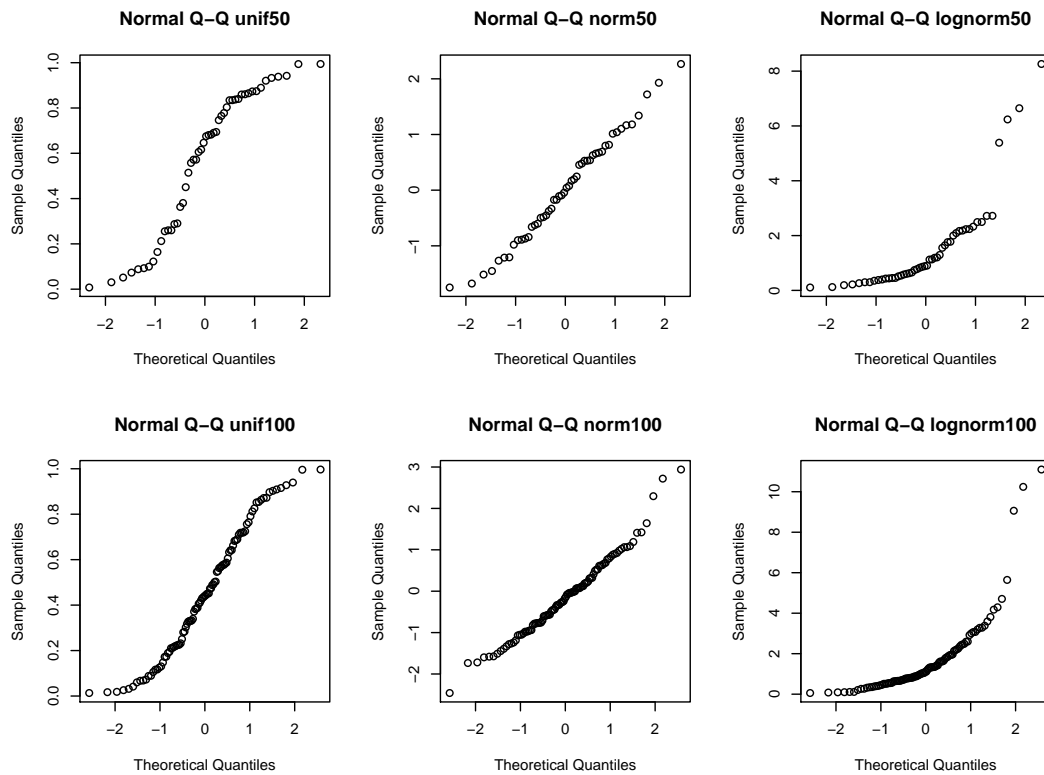 Normal Q−Q unif50
Sample Quantiles
0.0 0.2 0.4 0.6 0.8 1.0
−2 −1 0 1 2
Theoretical Quantiles
Normal Q−Q norm50
Sample Quantiles
−1 0 1 2
−2 −1 0 1 2
Theoretical Quantiles
Normal Q−Q lognorm50
Sample Quantiles
0 2 4 6 8
−2 −1 0 1 2
Theoretical Quantiles
Normal Q−Q unif100
Sample Quantiles
0.0 0.2 0.4 0.6 0.8 1.0
−2 −1 0 1 2
Theoretical Quantiles
Normal Q−Q norm100
Sample Quantiles
−2 −1 0 1 2 3
−2 −1 0 1 2
Theoretical Quantiles
Normal Q−Q lognorm100
Sample Quantiles
0 2 4 6 8 10
−2 −1 0 1 2
Theoretical Quantiles